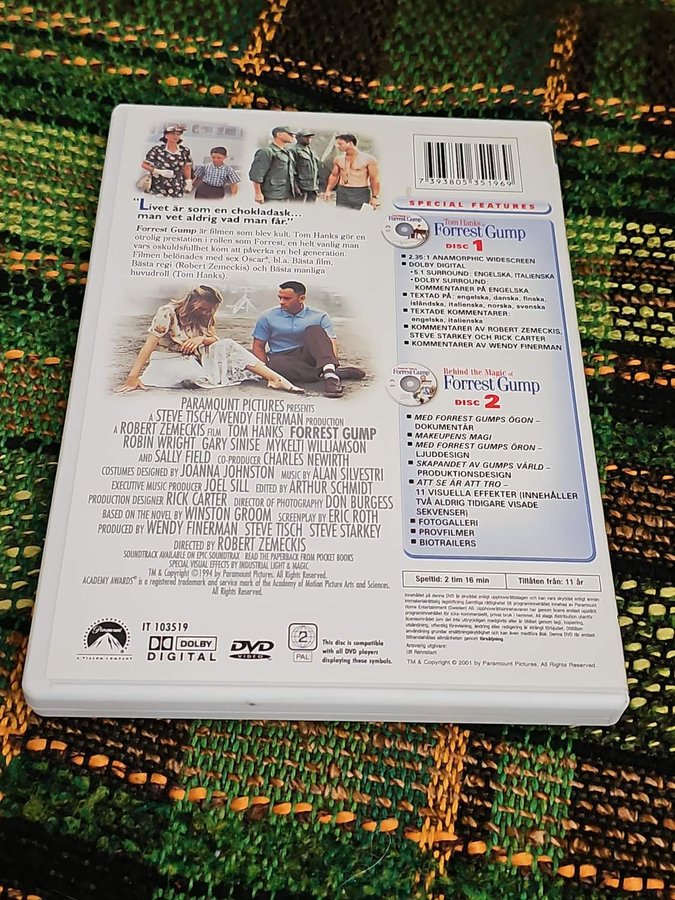 "Livet är som en chokladask...
man vet aldrig vad man får."
Forrest Gump är filmen som blev kult. Tom Hanks gör en
otrolig prestation i rollen som Forrest, en helt vanlig man
vars oskuldsfullhet kom att påverka en hel generation.
Filmen belönades med sex Oscar®, bl.a. Bästa film,
Bästa regi (Robert Zemeckis) och Bästa manliga
huvudroll (Tom Hanks).
PARAMOUNT PICTURES PRESENTS
A STEVE TISCH/WENDY FINERMAN PRODUCTION
A ROBERT ZEMECKIS FILM TOM HANKS FORREST GUMP
ROBIN WRIGHT GARY SINISE MYKELTI WILLIAMSON
AND SALLY FIELD CO-PRODUCER CHARLES NEWIRTH
COSTUMES DESIGNED BY JOANNA JOHNSTON MUSIC BY ALAN SILVESTRI
EXECUTIVE MUSIC PRODUCER JOEL SILL EDITED BY ARTHUR SCHMIDT
PRODUCTION DESIGNER RICK CARTER DIRECTOR OF PHOTOGRAPHY DON BURGESS
BASED ON THE NOVEL BY WINSTON GROOM SCREENPLAY BY ERIC ROTH
PRODUCED BY WENDY FINERMAN STEVE TISCH STEVE STARKEY
DIRECTED BY ROBERT ZEMECKIS
SOUNDTRACK AVAILABLE ON EPIC SOUNDTRAX READ THE PAPERBACK FROM POCKET BOOKS
SPECIAL VISUAL EFFECTS BY INDUSTRIAL LIGHT & MAGIC
TM & Copyright ©1994 by Paramount Pictures. All Rights Reserved.
ACADEMY AWARDS® is a registered trademark and service mark of the Academy of Motion Picture Arts and Sciences.
All Rights Reserved.
7 393805 351969
SPECIAL FEATURES
Tom Hanks
Forrest Gump
DISC 1
• 2.35:1 ANAMORPHIC WIDESCREEN
• DOLBY DIGITAL
• 5.1 SURROUND: ENGELSKA, ITALIENSKA
• DOLBY SURROUND:
KOMMENTARER PÅ ENGELSKA
• TEXTAD PÅ: engelska, danska, finska,
isländska, italienska, norska, svenska
• TEXTADE KOMMENTARER:
engelska, italienska
• KOMMENTARER AV ROBERT ZEMECKIS,
STEVE STARKEY OCH RICK CARTER
• KOMMENTARER AV WENDY FINERMAN
Behind the Magic of
Forrest Gump
DISC 2
• MED FORREST GUMPS ÖGON –
DOKUMENTÄR
• MAKEUPENS MAGI
• MED FORREST GUMPS ÖRON –
LJUDDESIGN
• SKAPANDET AV GUMPS VÄRLD –
PRODUKTIONSDESIGN
• ATT SE ÄR ATT TRO –
11 VISUELLA EFFEKTER (INNEHÅLLER
TVÅ ALDRIG TIDIGARE VISADE
SEKVENSER)
• FOTOGALLERI
• PROVFILMER
• BIOTRAILERS
Speltid: 2 tim 16 min
Tillåten från: 11 år
Ansvarig utgivare:
TM & Copyright © 2001 by Paramount Pictures. All Rights Reserved.
Paramount
IT 103519
DOLBY
DIGITAL
DVD
VIDEO
2
PAL
This disc is compatible
with all DVD players
displaying these symbols.